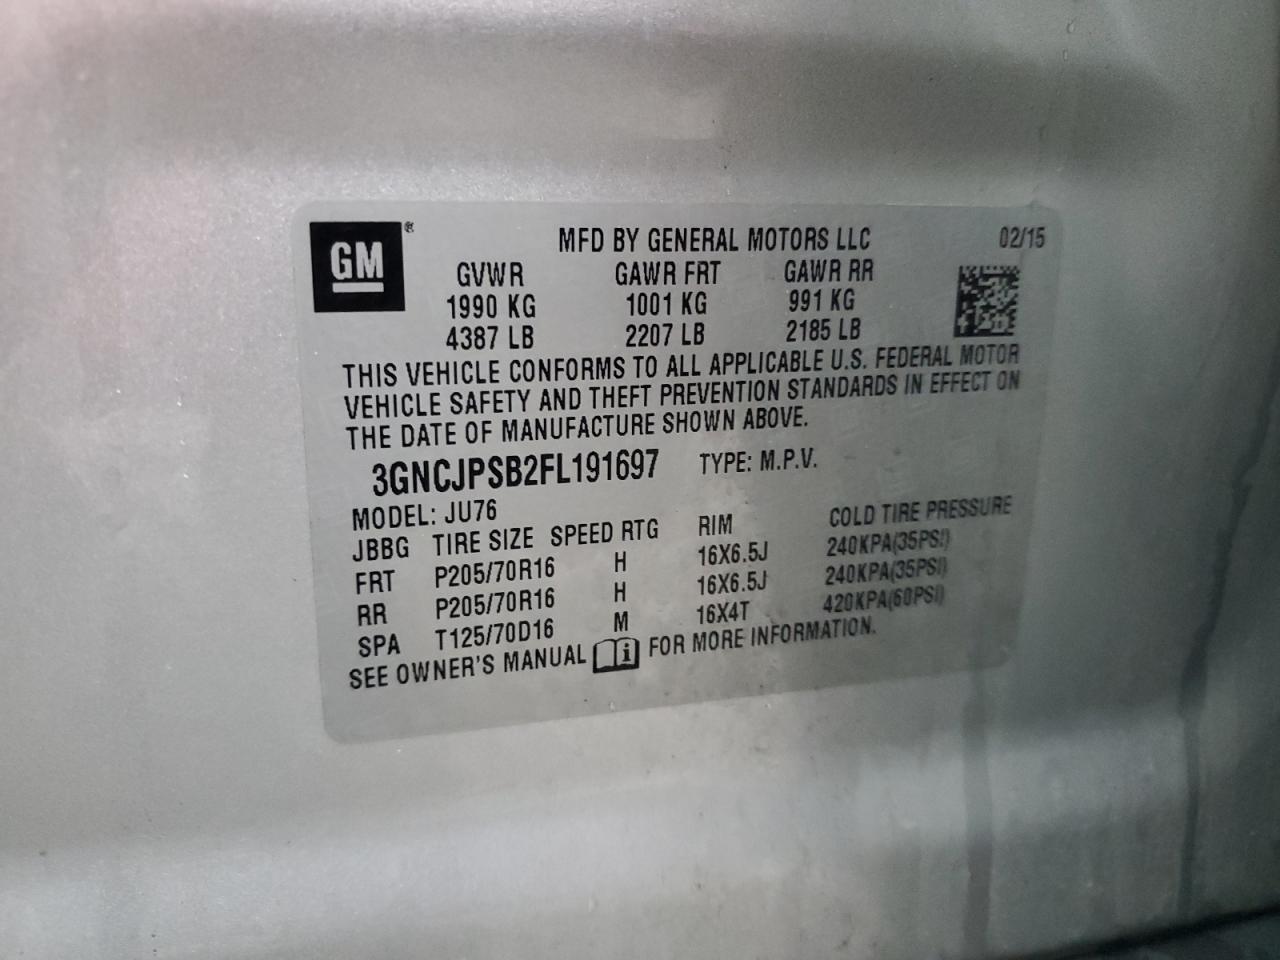 GM®
MFD BY GENERAL MOTORS LLC 02/15
GVWR GAWR FRT GAWR RR
1990 KG 1001 KG 991 KG
4387 LB 2207 LB 2185 LB
THIS VEHICLE CONFORMS TO ALL APPLICABLE U.S. FEDERAL MOTOR
VEHICLE SAFETY AND THEFT PREVENTION STANDARDS IN EFFECT ON
THE DATE OF MANUFACTURE SHOWN ABOVE.
3GNCJPSB2FL191697 TYPE: M.P.V.
MODEL: JU76
JBBG TIRE SIZE SPEED RTG RIM COLD TIRE PRESSURE
FRT P205/70R16 H 16X6.5J 240KPA(35PSI)
RR P205/70R16 H 16X6.5J 240KPA(35PSI)
SPA T125/70D16 M 16X4T 420KPA(60PSI)
SEE OWNER'S MANUAL i FOR MORE INFORMATION.